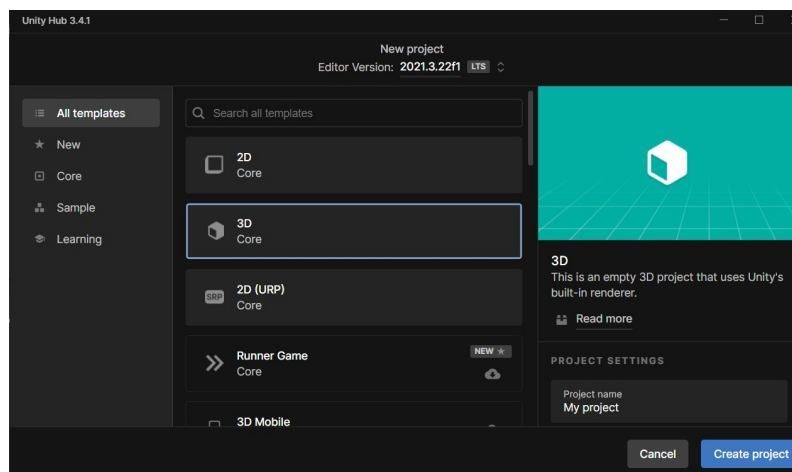 Unity Hub 3.4.1
New project
Editor Version: 2021.3.22f1 LTS
All templates
New
Core
Sample
Learning
Search all templates
2D
Core
3D
Core
SRP
2D (URP)
Core
Runner Game
Core
NEW
3D Mobile
3D
This is an empty 3D project that uses Unity's
built-in renderer.
Read more
PROJECT SETTINGS
Project name
My project
Cancel
Create project